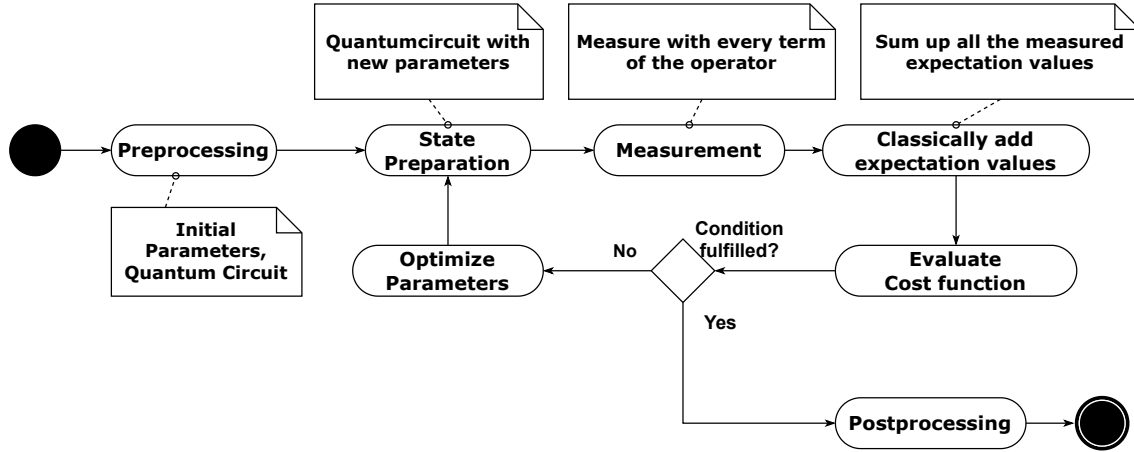 Quantumcircuit with
new parameters
Measure with every term
of the operator
Sum up all the measured
expectation values
Preprocessing
State
Preparation
Measurement
Classically add
expectation values
Initial
Parameters,
Quantum Circuit
Optimize
Parameters
No
Condition
fulfilled?
Evaluate
Cost function
Yes
Postprocessing